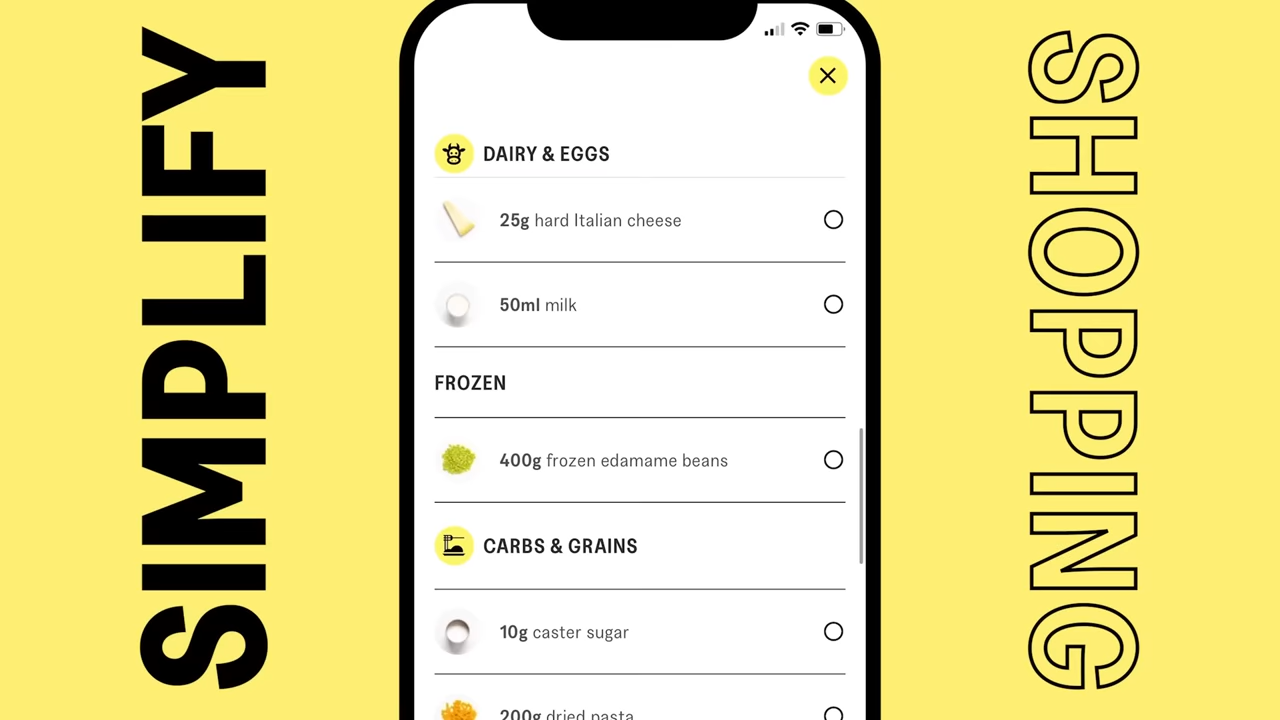 SIMPLIFY
DAIRY & EGGS
25g hard Italian cheese
50ml milk
FROZEN
400g frozen edamame beans
CARBS & GRAINS
10g caster sugar
200g dried pasta
SHOPPING